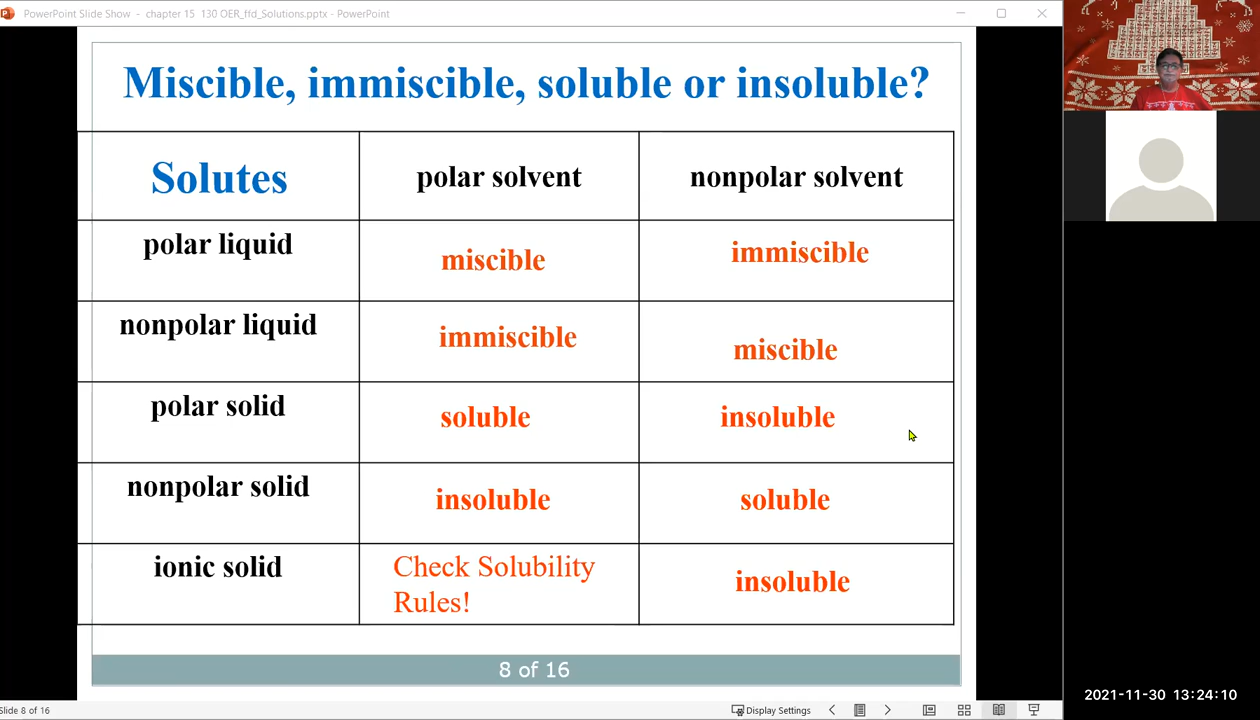 PowerPoint Slide Show - chapter 15 130 OER_ffd_Solutions.pptx - PowerPoint
Miscible, immiscible, soluble or insoluble?
Solutes polar solvent nonpolar solvent
polar liquid miscible immiscible
nonpolar liquid immiscible miscible
polar solid soluble insoluble
nonpolar solid insoluble soluble
ionic solid Check Solubility Rules! insoluble
8 of 16
2021-11-30 13:24:10
Slide 8 of 16 Display Settings